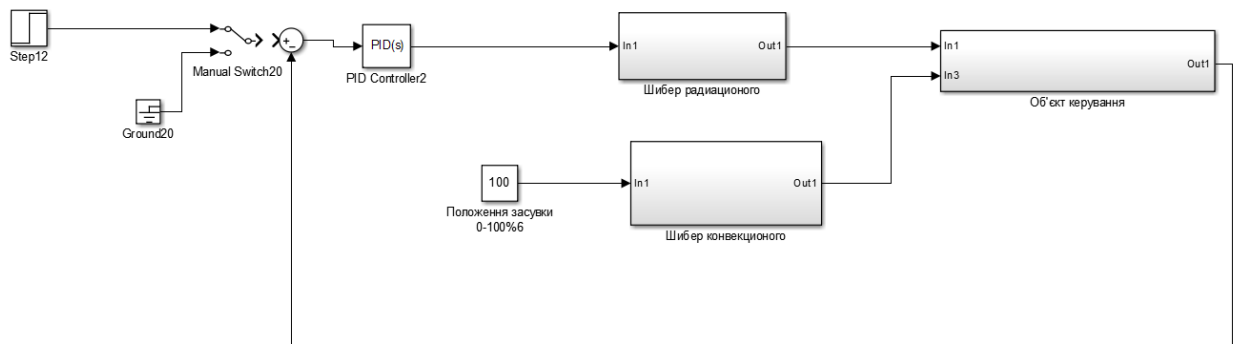 Step12
Manual Switch20
Ground20
PID(s)
PID Controller2
In1
Out1
Шибер радиационого
100
Положення засувки
0-100%6
In1
Out1
Шибер конвекционого
In1
In3
Out1
Об'єкт керування